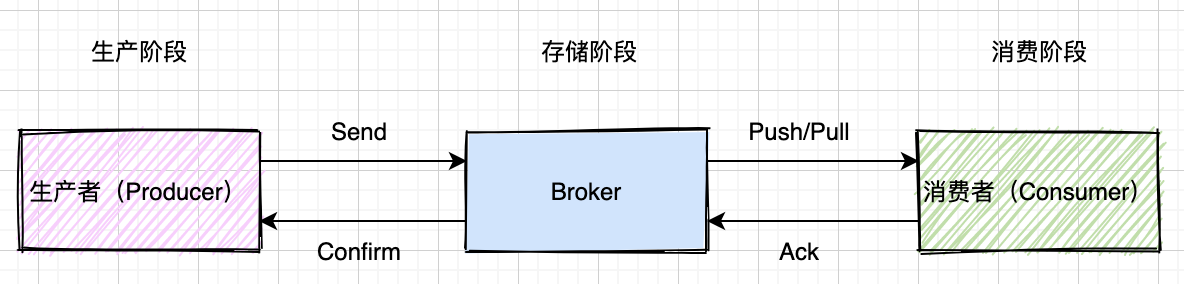 生产阶段
存储阶段
消费阶段
Send
Push/Pull
生产者（Producer）
Broker
消费者（Consumer）
Confirm
Ack